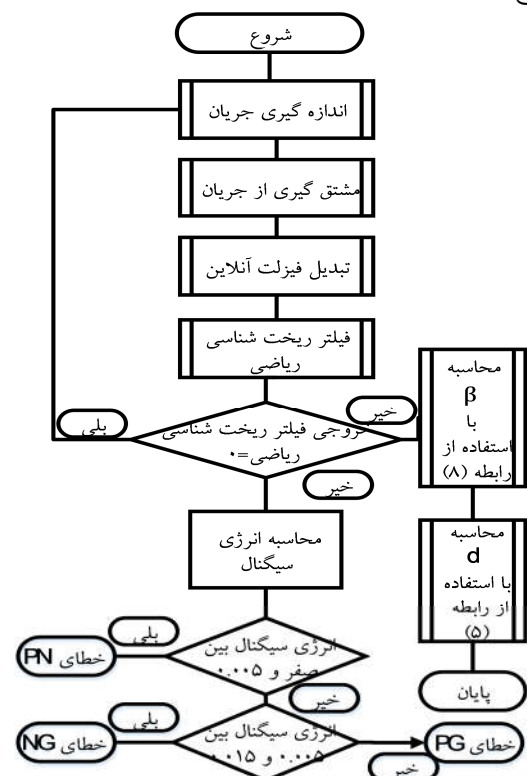 شروع
اندازه گیری جریان
مشتق گیری از جریان
تبدیل فیزلت آنلاین
فیلتر ریخت شناسی
ریاضی
خروجی فیلتر ریخت شناسی
ریاضی=۰
بلی
خیر
خیر
محاسبه
β
با
استفاده از
رابطه (۸)
محاسبه
d
با استفاده
از رابطه
(۵)
پایان
محاسبه انرژی
سیگنال
انرژی سیگنال بین
صفر و ۰.۰۰۵
بلی
خطای PN
خیر
انرژی سیگنال بین
۰.۰۰۵ و ۰.۰۱۵
بلی
خطای NG
خیر
خطای PG